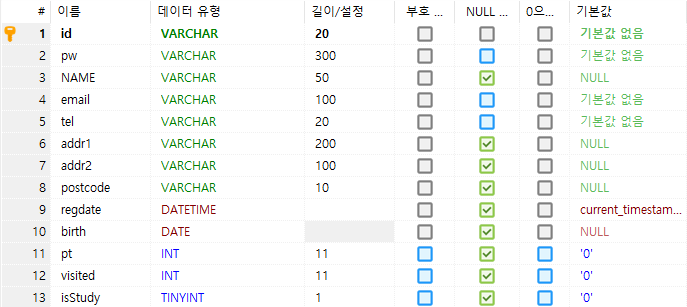 # 이름 데이터 유형 길이/설정 부호 ... NULL ... 0으... 기본값
1 id VARCHAR 20 기본값 없음
2 pw VARCHAR 300 기본값 없음
3 NAME VARCHAR 50 NULL
4 email VARCHAR 100 기본값 없음
5 tel VARCHAR 20 기본값 없음
6 addr1 VARCHAR 200 NULL
7 addr2 VARCHAR 100 NULL
8 postcode VARCHAR 10 NULL
9 regdate DATETIME current_timestam...
10 birth DATE NULL
11 pt INT 11 '0'
12 visited INT 11 '0'
13 isStudy TINYINT 1 '0'